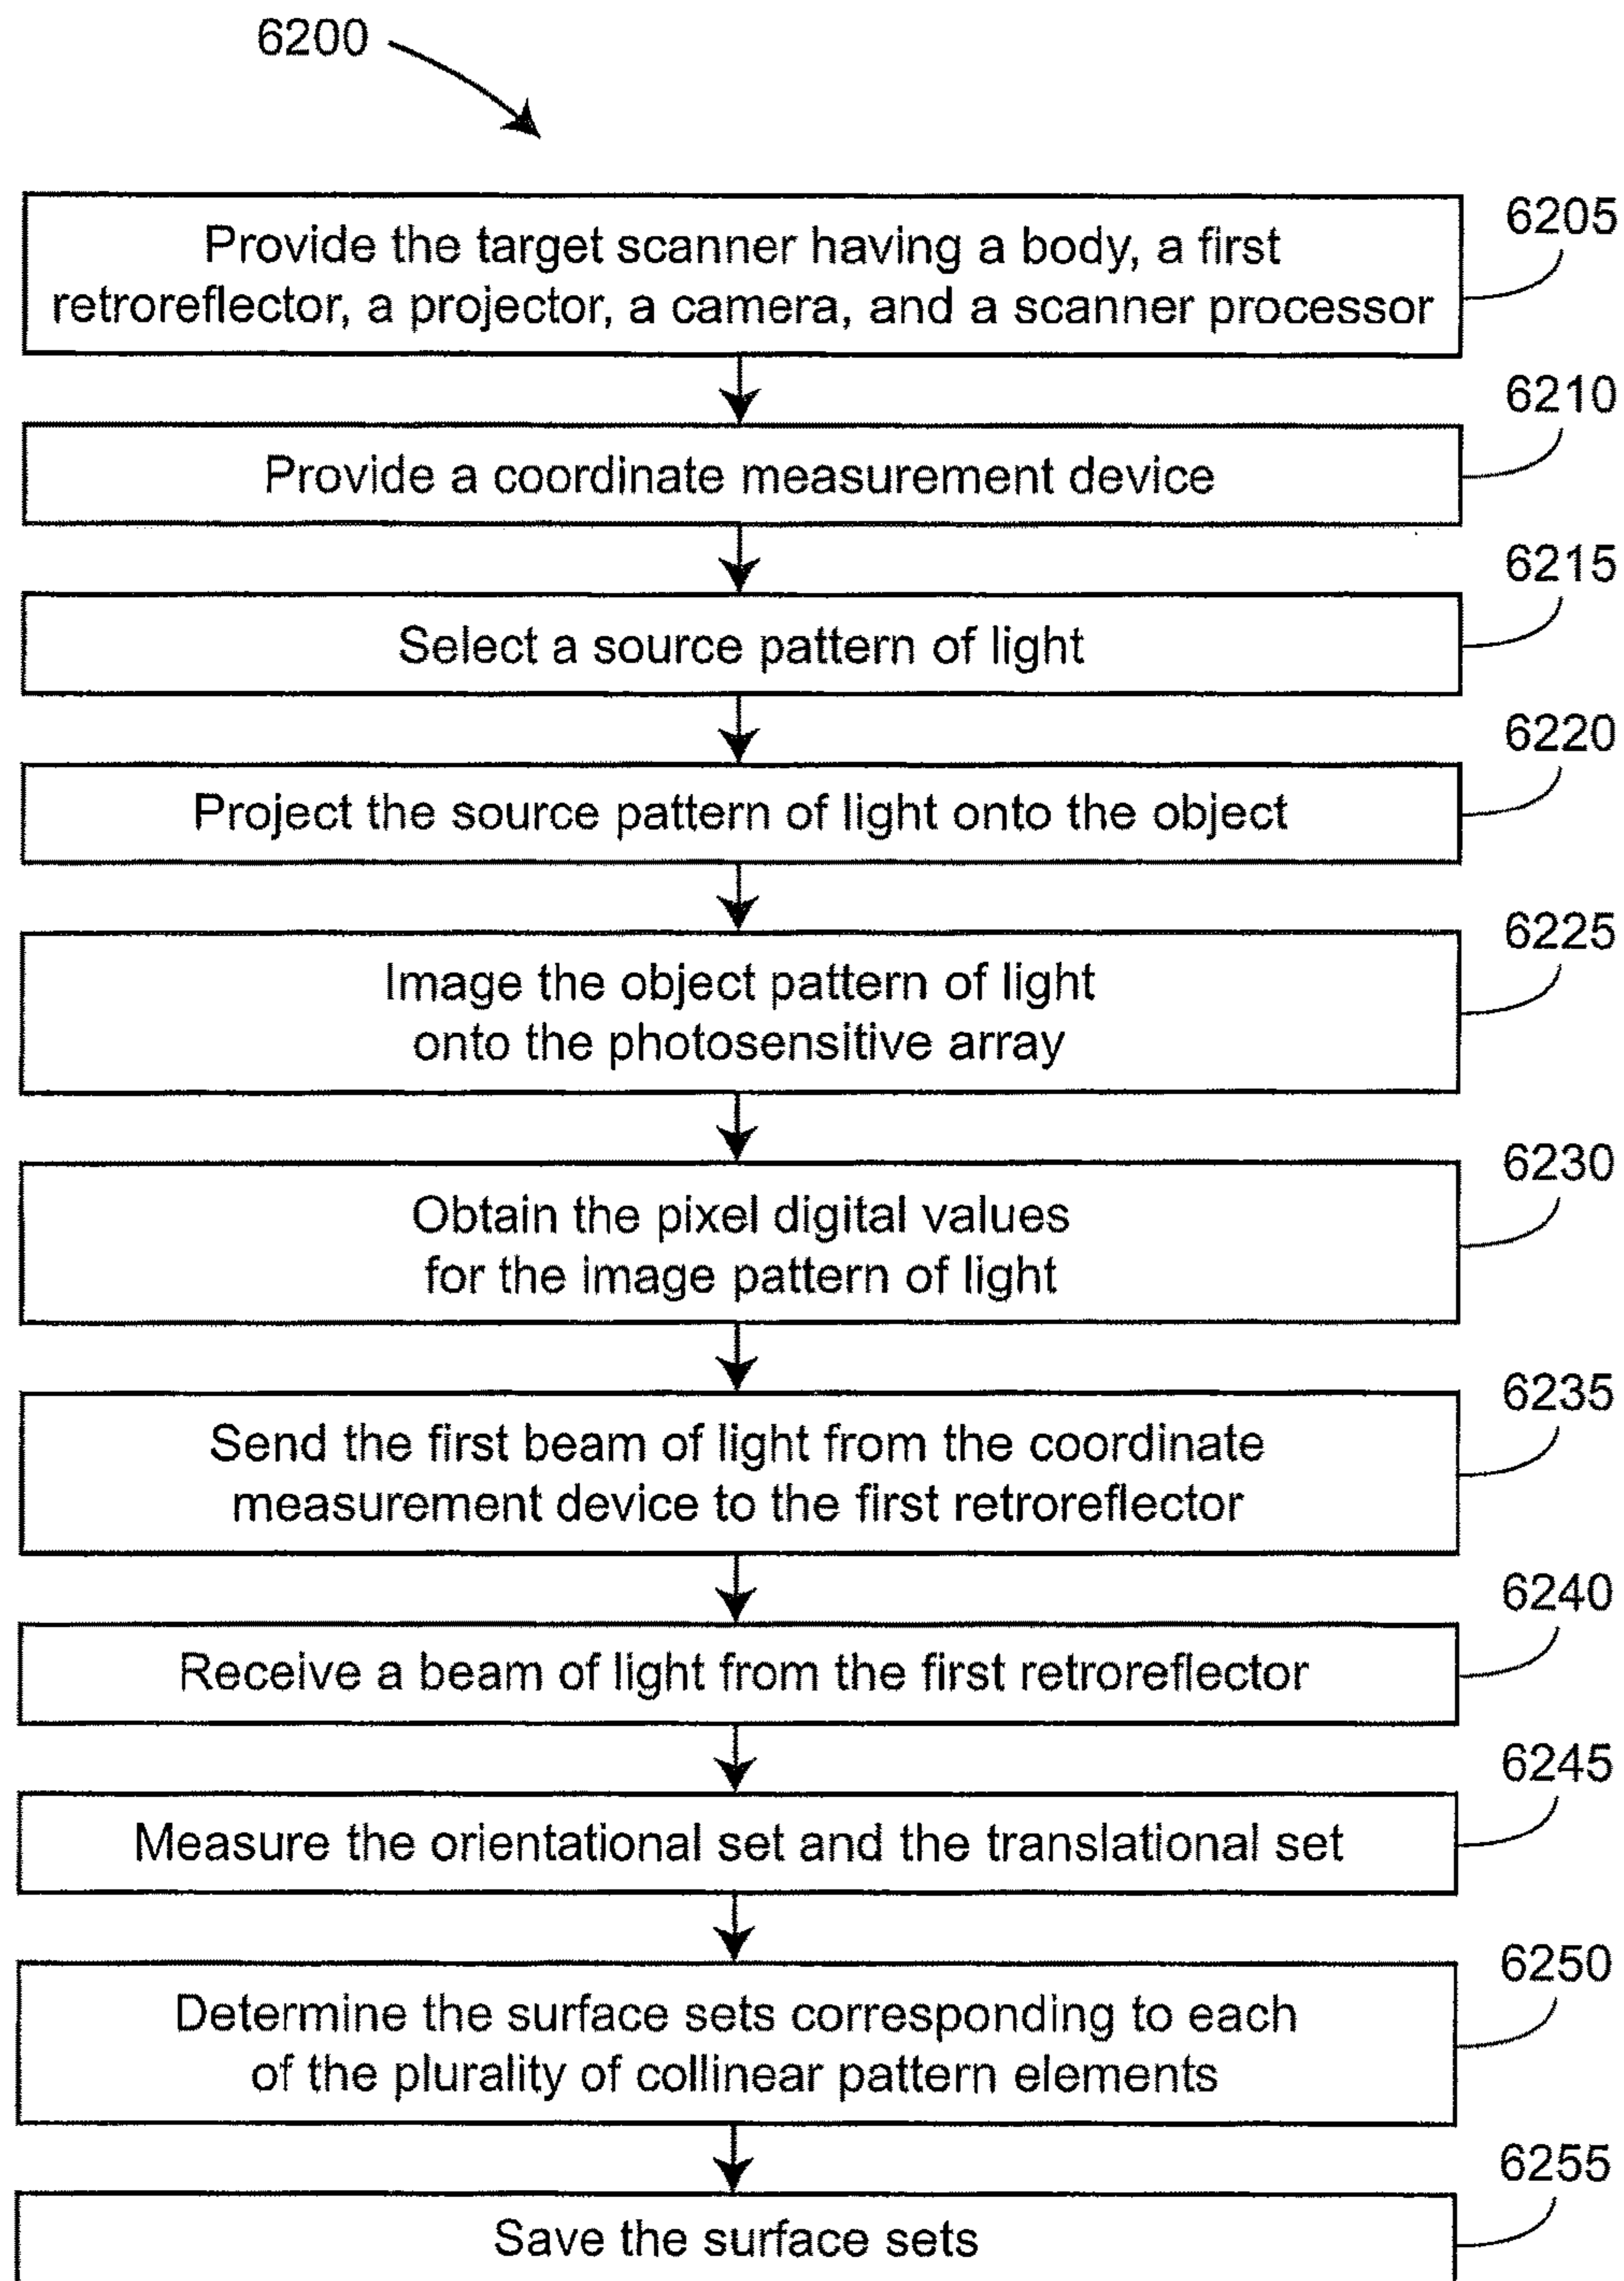 6200
6205
Provide the target scanner having a body, a first
retroreflector, a projector, a camera, and a scanner processor
6210
Provide a coordinate measurement device
6215
Select a source pattern of light
6220
Project the source pattern of light onto the object
6225
Image the object pattern of light
onto the photosensitive array
6230
Obtain the pixel digital values
for the image pattern of light
6235
Send the first beam of light from the coordinate
measurement device to the first retroreflector
6240
Receive a beam of light from the first retroreflector
6245
Measure the orientational set and the translational set
6250
Determine the surface sets corresponding to each
of the plurality of collinear pattern elements
6255
Save the surface sets